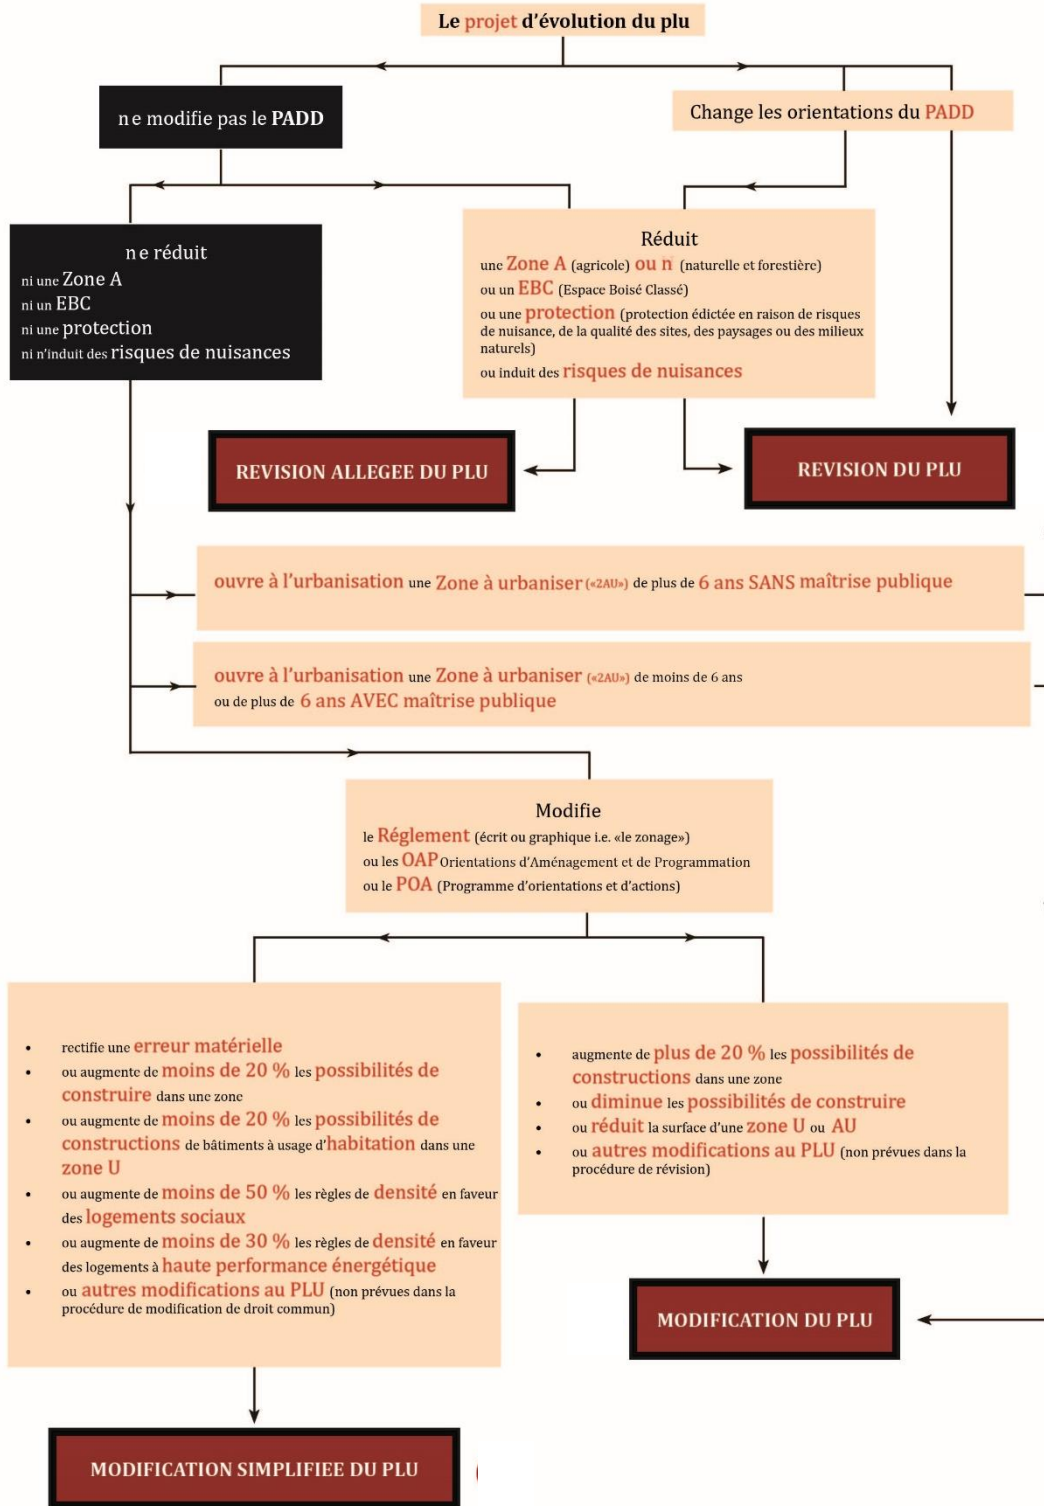 Le projet d'évolution du plu
ne modifie pas le PADD
Change les orientations du PADD
ne réduit
ni une Zone A
ni un EBC
ni une protection
ni n'induit des risques de nuisances
Réduit
une Zone A (agricole) ou n (naturelle et forestière)
ou un EBC (Espace Boisé Classé)
ou une protection (protection édictée en raison de risques
de nuisance, de la qualité des sites, des paysages ou des milieux
naturels)
ou induit des risques de nuisances
REVISION ALLEGEE DU PLU
REVISION DU PLU
ouvre à l'urbanisation une Zone à urbaniser («2AU») de plus de 6 ans SANS maîtrise publique
ouvre à l'urbanisation une Zone à urbaniser («2AU») de moins de 6 ans
ou de plus de 6 ans AVEC maîtrise publique
Modifie
le Réglement (écrit ou graphique i.e. «le zonage»)
ou les OAP Orientations d'Aménagement et de Programmation
ou le POA (Programme d'orientations et d'actions)
• rectifie une erreur matérielle
• ou augmente de moins de 20 % les possibilités de
construire dans une zone
• ou augmente de moins de 20 % les possibilités de
constructions de bâtiments à usage d'habitation dans une
zone U
• ou augmente de moins de 50 % les règles de densité en faveur
des logements sociaux
• ou augmente de moins de 30 % les règles de densité en faveur
des logements à haute performance énergétique
• ou autres modifications au PLU (non prévues dans la
procédure de modification de droit commun)
• augmente de plus de 20 % les possibilités de
constructions dans une zone
• ou diminue les possibilités de construire
• ou réduit la surface d'une zone U ou AU
• ou autres modifications au PLU (non prévues dans la
procédure de révision)
MODIFICATION DU PLU
MODIFICATION SIMPLIFIEE DU PLU